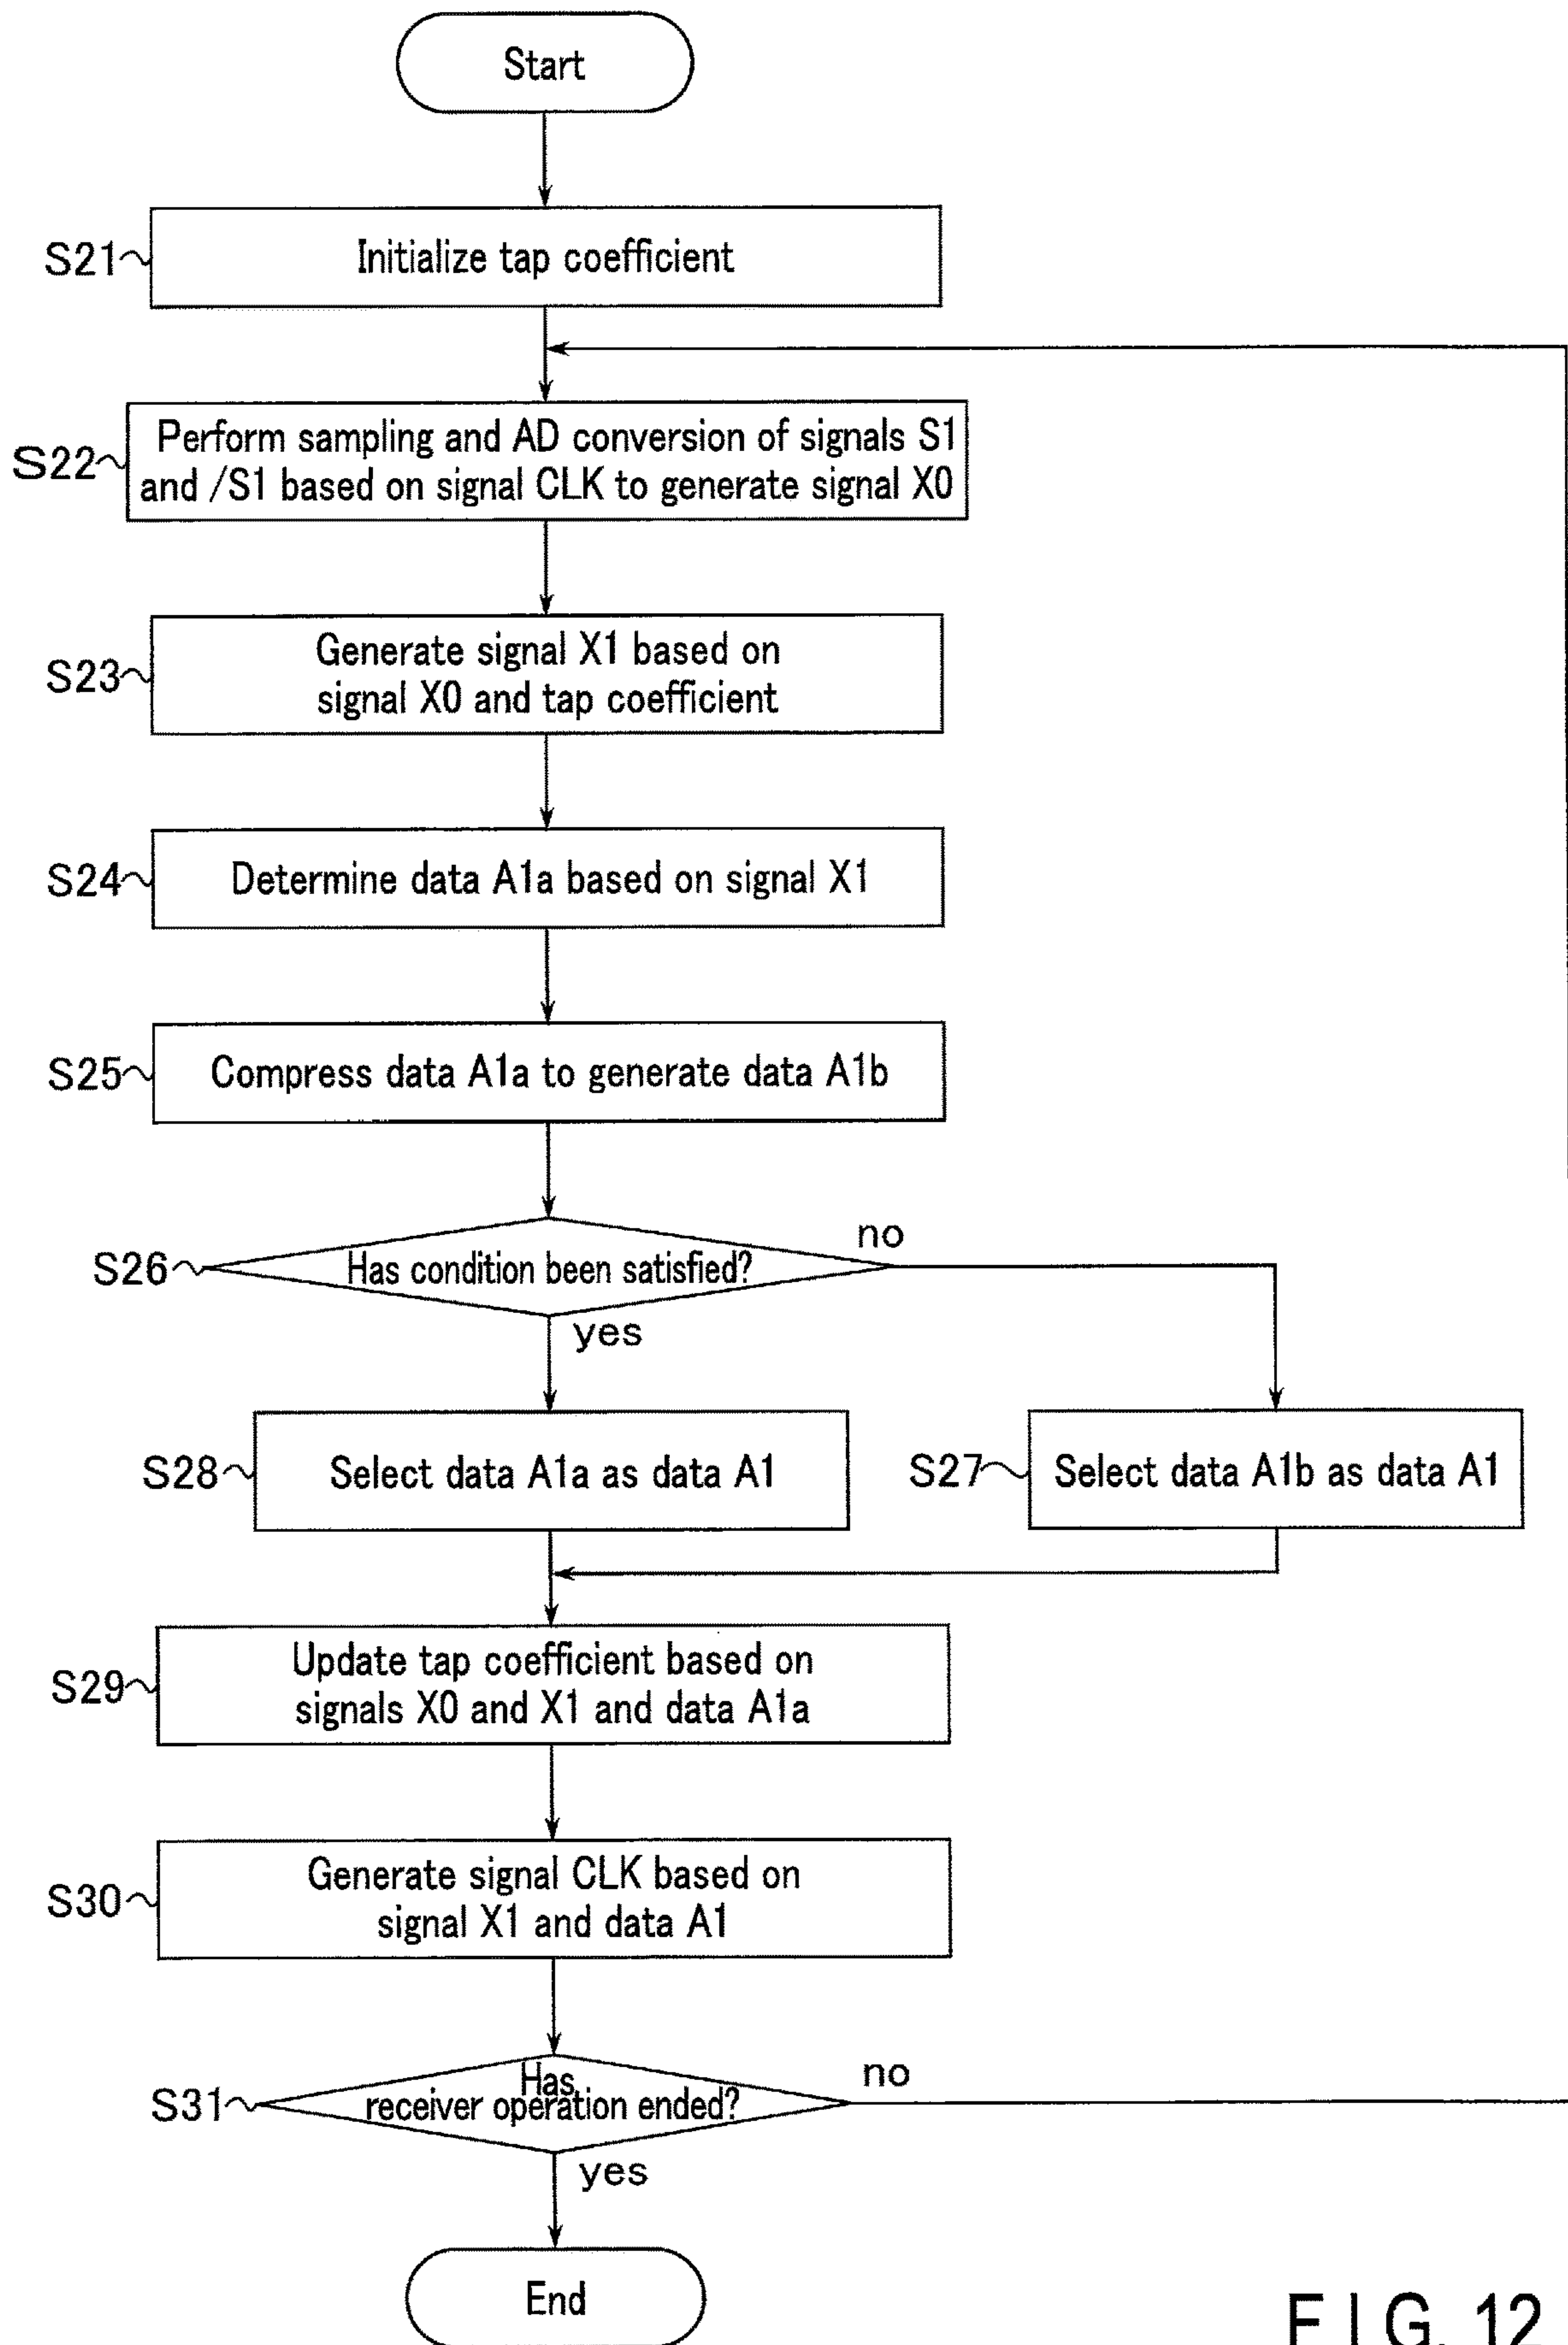 Start
S21
Initialize tap coefficient
S22
Perform sampling and AD conversion of signals S1
and /S1 based on signal CLK to generate signal X0
S23
Generate signal X1 based on
signal X0 and tap coefficient
S24
Determine data A1a based on signal X1
S25
Compress data A1a to generate data A1b
S26
Has condition been satisfied?
no
yes
S28
Select data A1a as data A1
S27
Select data A1b as data A1
S29
Update tap coefficient based on
signals X0 and X1 and data A1a
S30
Generate signal CLK based on
signal X1 and data A1
S31
Has
receiver operation ended?
no
yes
End
FIG. 12